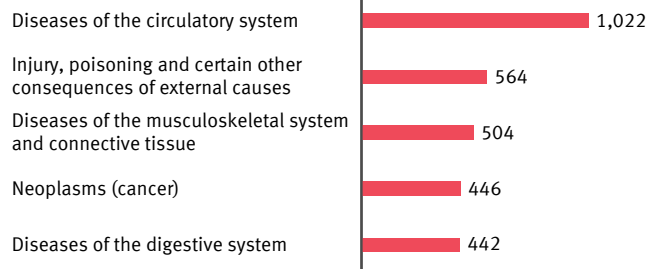 Diseases of the circulatory system 1,022
Injury, poisoning and certain other
consequences of external causes 564
Diseases of the musculoskeletal system
and connective tissue 504
Neoplasms (cancer) 446
Diseases of the digestive system 442